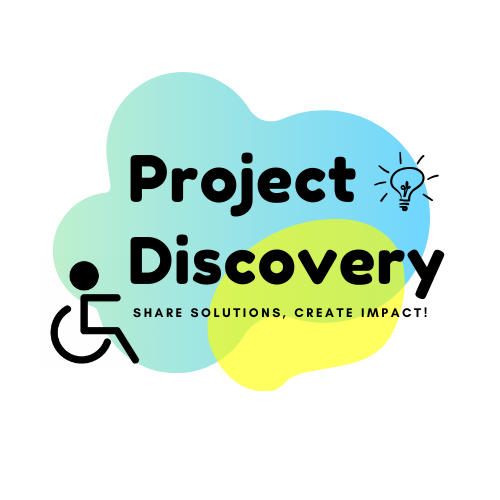 Project
Discovery
SHARE SOLUTIONS, CREATE IMPACT!